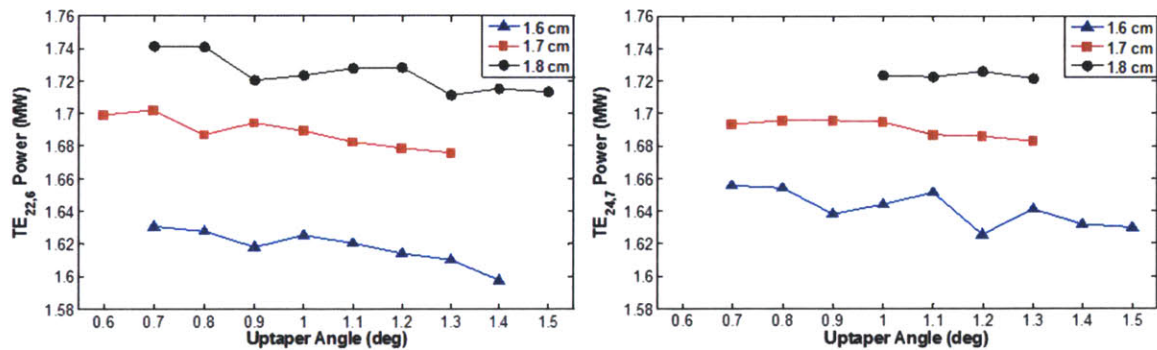 TE22,6 Power (MW)
1.76
1.74
1.72
1.7
1.68
1.66
1.64
1.62
1.6
1.58
0.6 0.7 0.8 0.9 1 1.1 1.2 1.3 1.4 1.5
Uptaper Angle (deg)
1.6 cm
1.7 cm
1.8 cm
TE24,7 Power (MW)
1.76
1.74
1.72
1.7
1.68
1.66
1.64
1.62
1.6
1.58
0.6 0.7 0.8 0.9 1 1.1 1.2 1.3 1.4 1.5
Uptaper Angle (deg)
1.6 cm
1.7 cm
1.8 cm